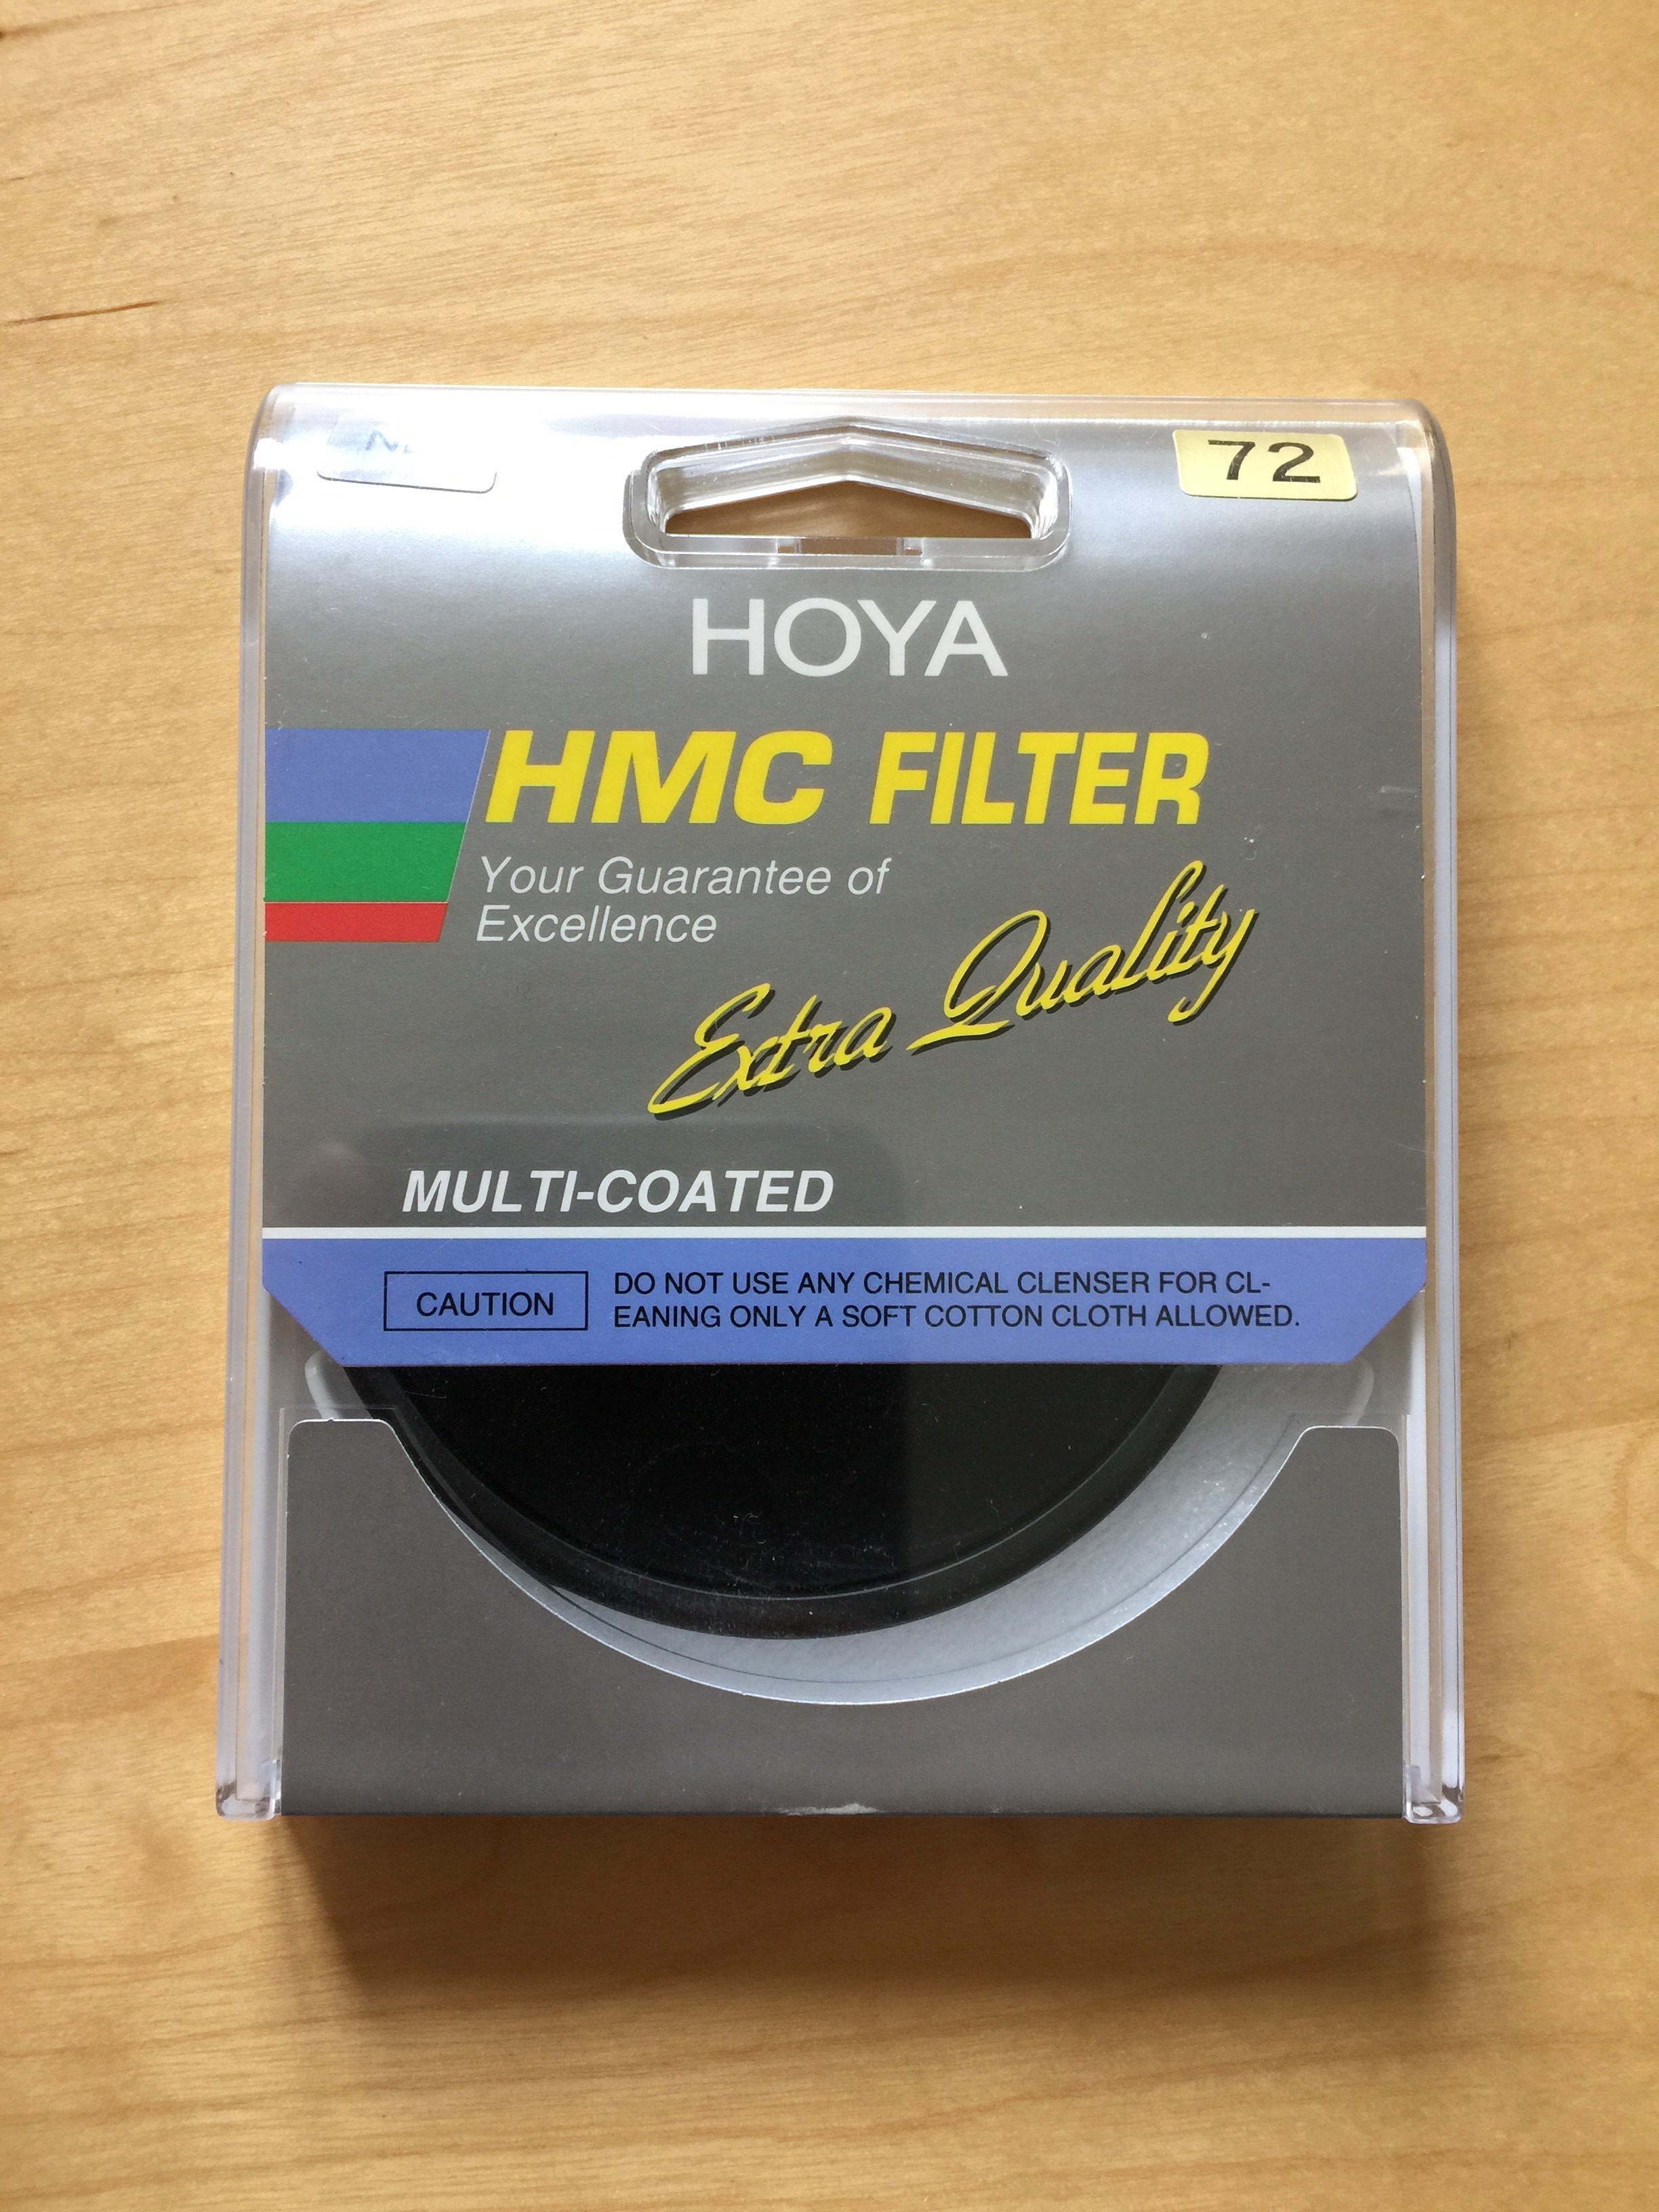 72
HOYA
HMC FILTER
Your Guarantee of
Excellence
Extra Quality
MULTI-COATED
CAUTION
DO NOT USE ANY CHEMICAL CLENSER FOR CL-
EANING ONLY A SOFT COTTON CLOTH ALLOWED.